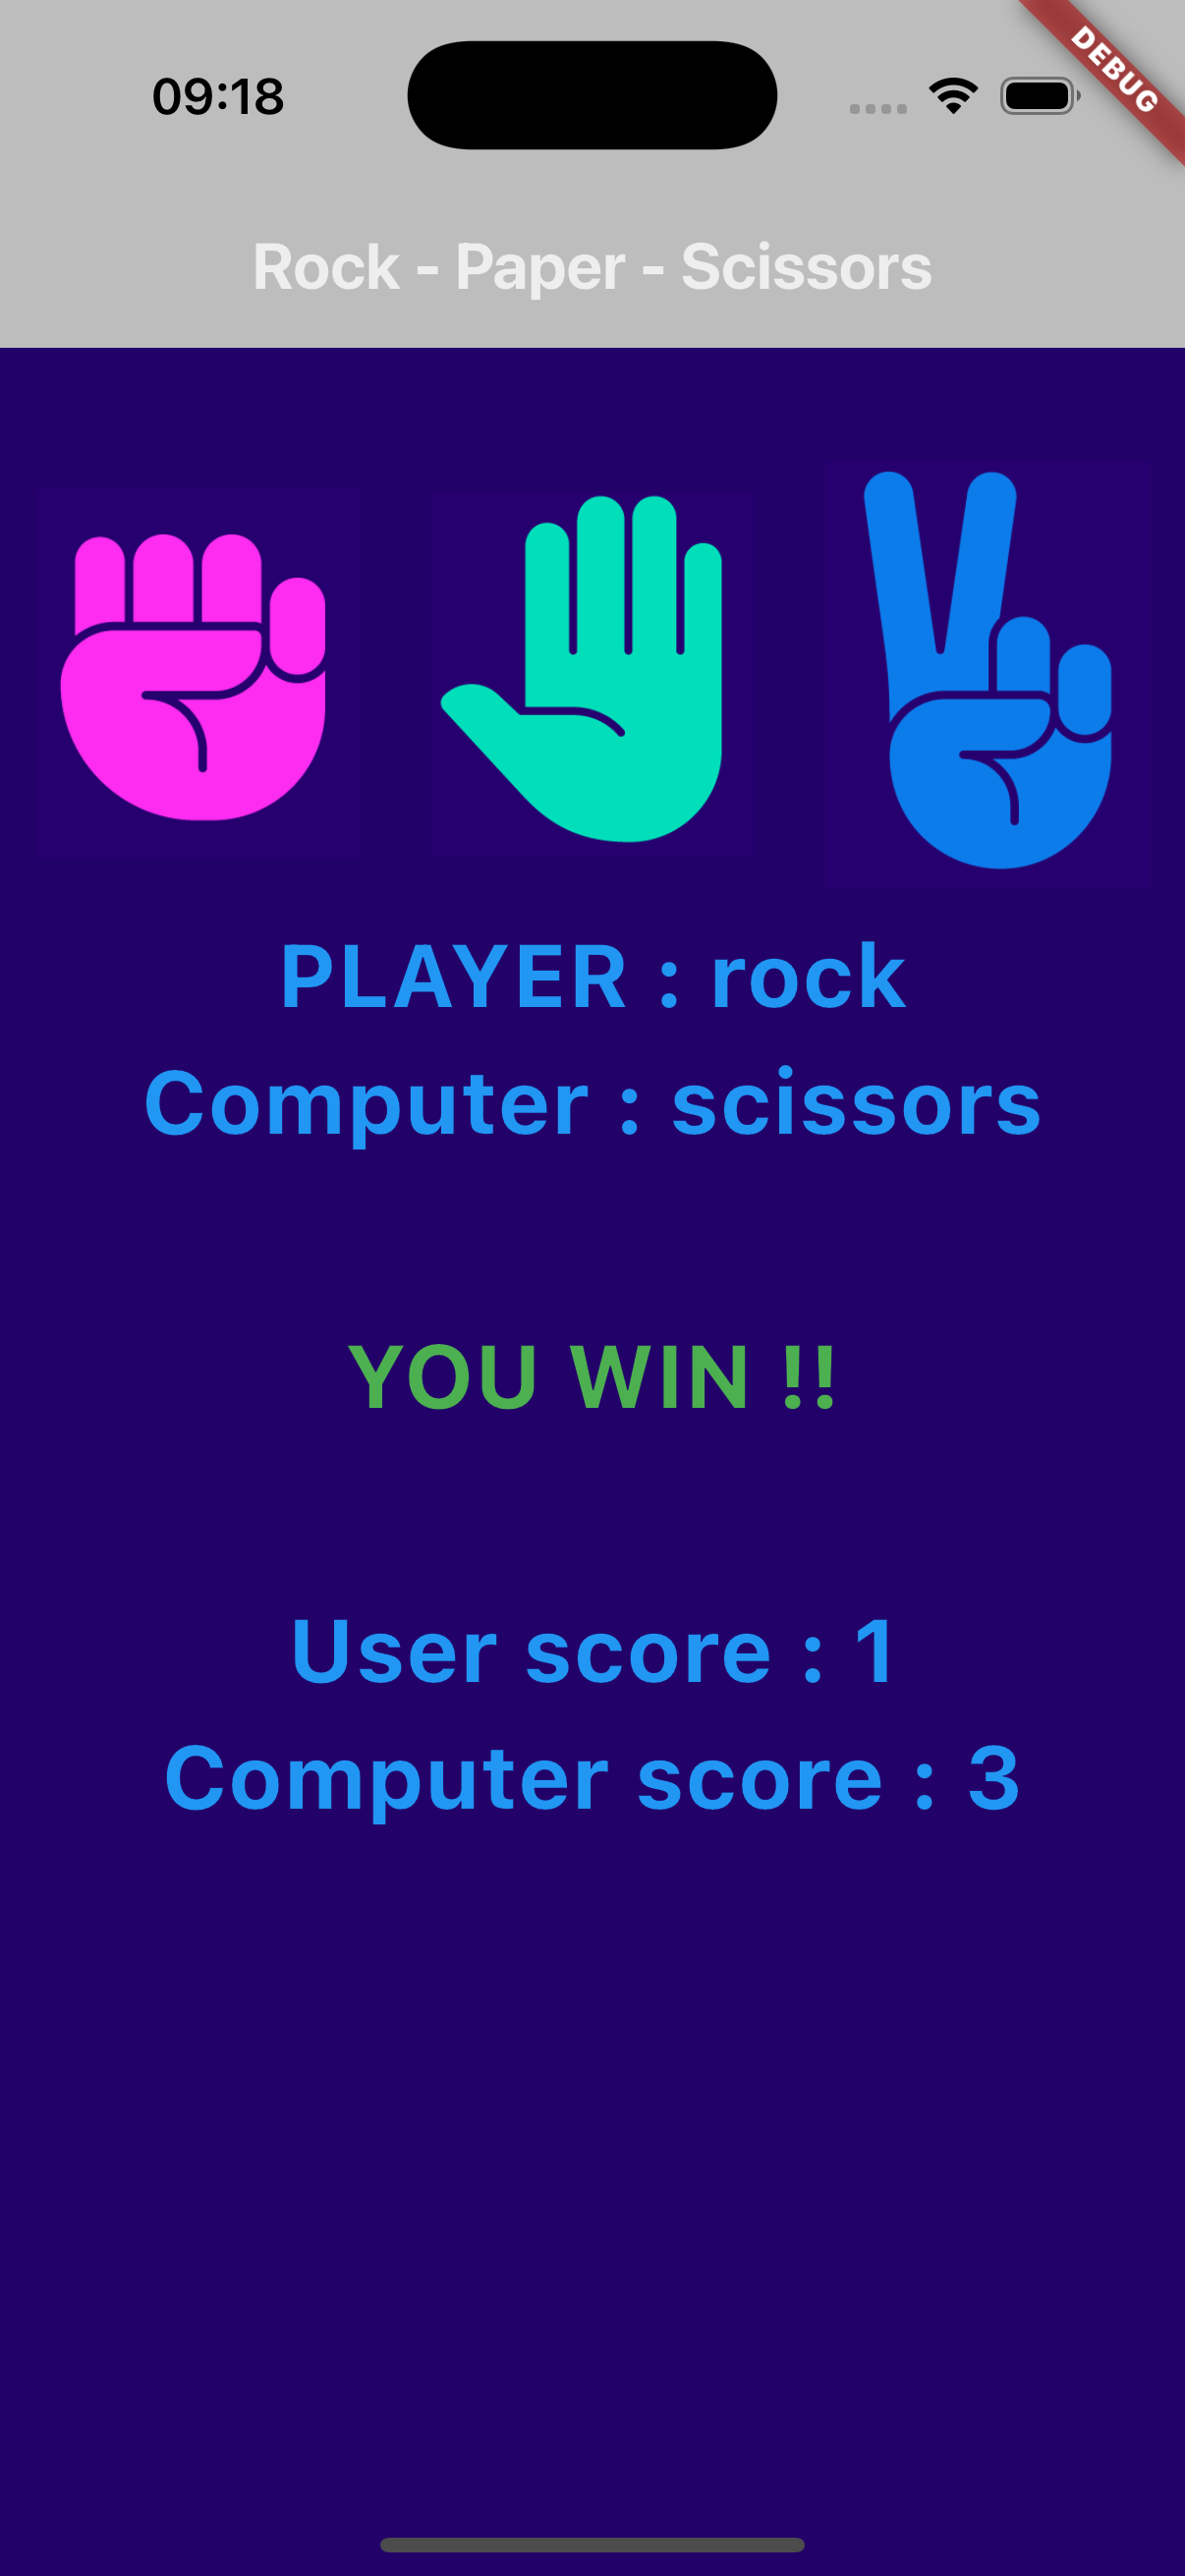 09:18
DEBUG
Rock - Paper - Scissors
PLAYER : rock
Computer : scissors
YOU WIN !!
User score : 1
Computer score : 3